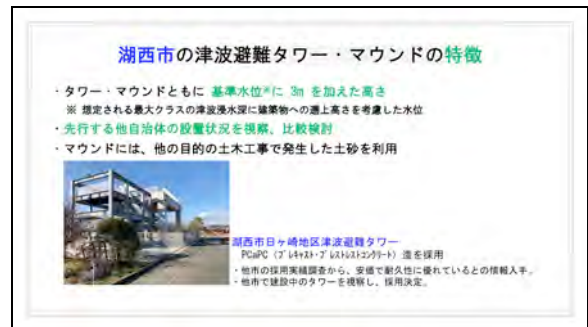 湖西市の津波避難タワー・マウンドの特徴
・タワー・マウンドともに 基準水位※に 3m を加えた高さ
※ 想定される最大クラスの津波浸水深に建築物への遡上高さを考慮した水位
・先行する他自治体の設置状況を視察、比較検討
・マウンドには、他の目的の土木工事で発生した土砂を利用
湖西市日ヶ崎地区津波避難タワー
PCaPC（プレキャスト・プレストレストコンクリート）造を採用
・他市の採用実績調査から、安価で耐久性に優れているとの情報入手。
・他市で建設中のタワーを視察し、採用決定。